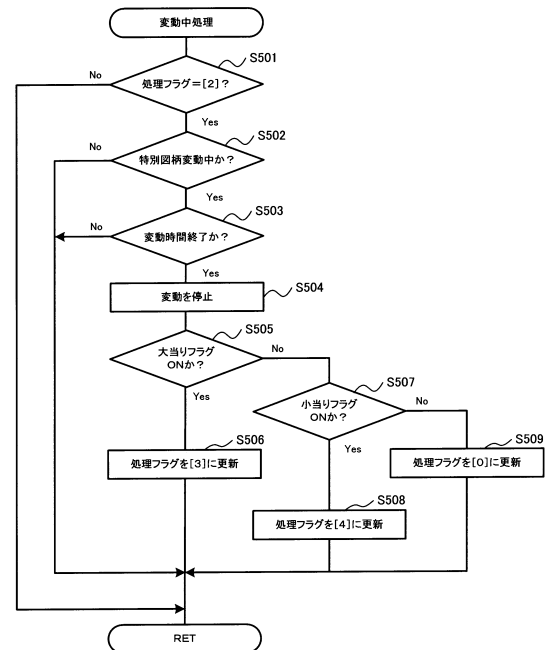 変動中処理
S501
処理フラグ＝[２]？
No
Yes
S502
特別図柄変動中か？
No
Yes
S503
変動時間終了か？
No
Yes
S504
変動を停止
S505
大当りフラグ
ONか？
No
Yes
S507
小当りフラグ
ONか？
No
Yes
S506
処理フラグを[３]に更新
S509
処理フラグを[０]に更新
S508
処理フラグを[４]に更新
RET